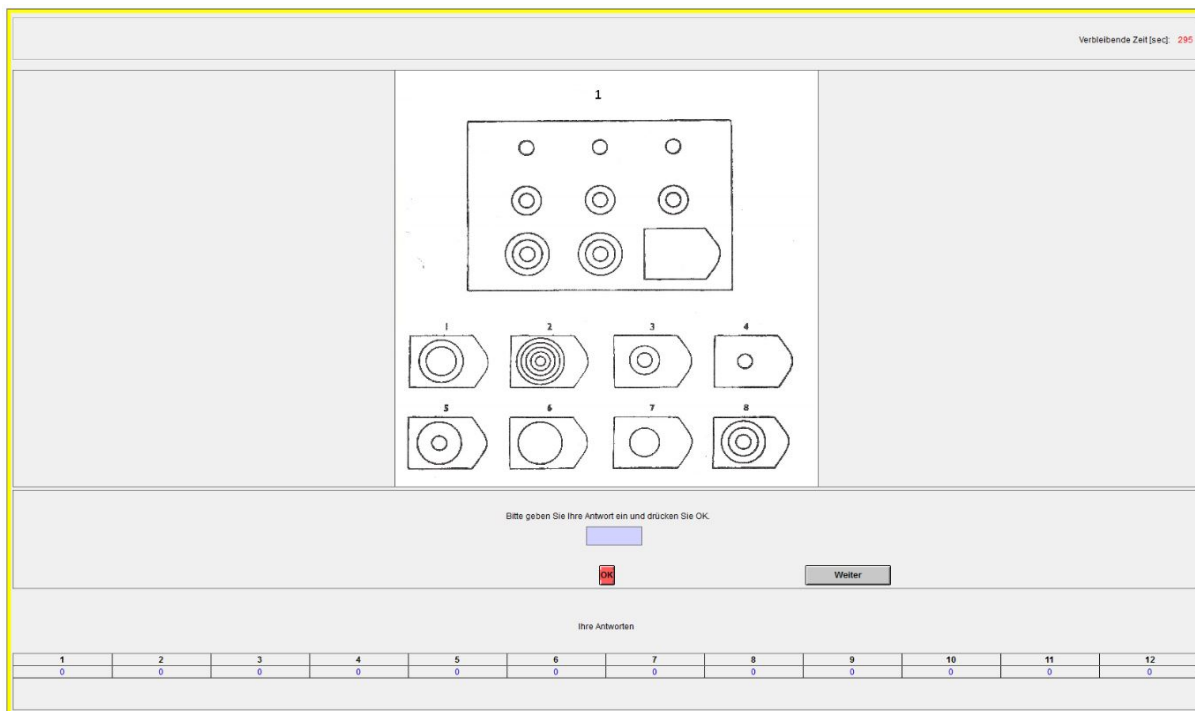 Verbleibende Zeit [sec]: 295
1
1 2 3 4
5 6 7 8
Bitte geben Sie Ihre Antwort ein und drücken Sie OK.
OK Weiter
Ihre Antworten
1 2 3 4 5 6 7 8 9 10 11 12
0 0 0 0 0 0 0 0 0 0 0 0